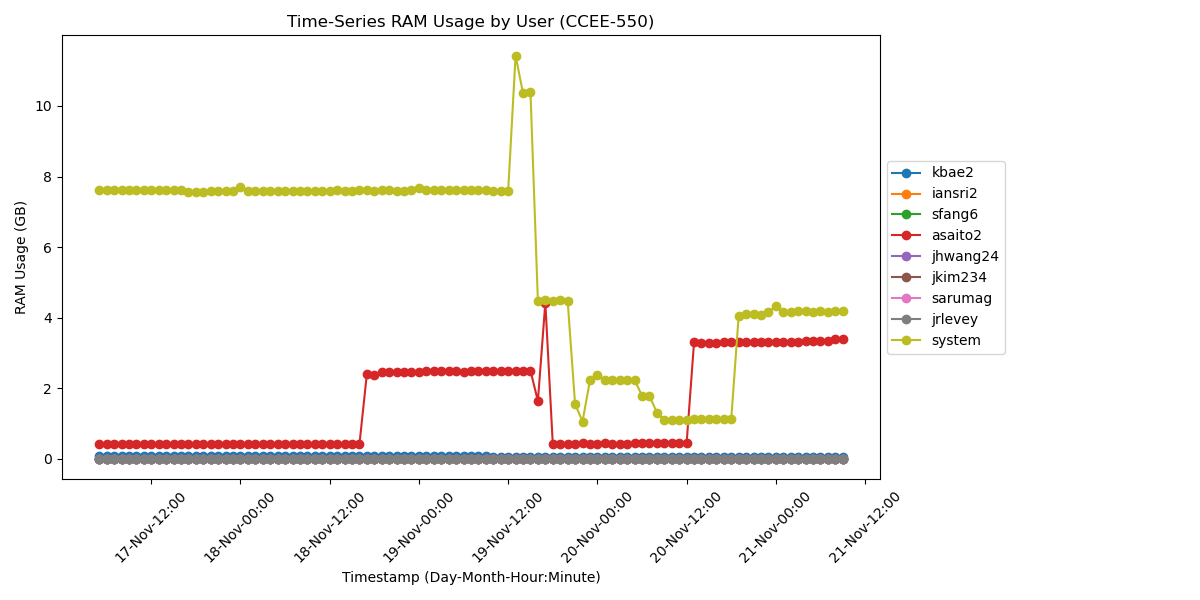 Time-Series RAM Usage by User (CCEE-550)
RAM Usage (GB)
10
8
6
4
2
0
17-Nov-12:00
18-Nov-00:00
18-Nov-12:00
19-Nov-00:00
19-Nov-12:00
20-Nov-00:00
20-Nov-12:00
21-Nov-00:00
21-Nov-12:00
Timestamp (Day-Month-Hour:Minute)
kbae2
iansri2
sfang6
asaito2
jhwang24
jkim234
sarumag
jrlevey
system